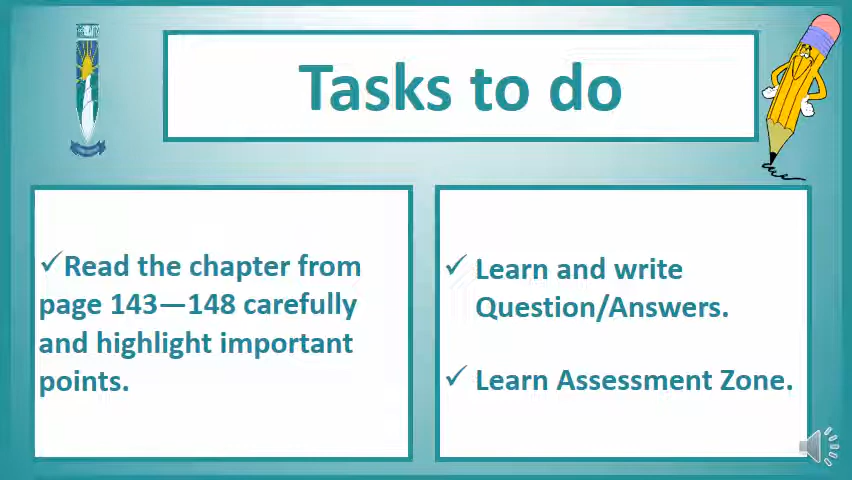 Tasks to do
✓Read the chapter from
page 143—148 carefully
and highlight important
points.
✓ Learn and write
Question/Answers.
✓ Learn Assessment Zone.